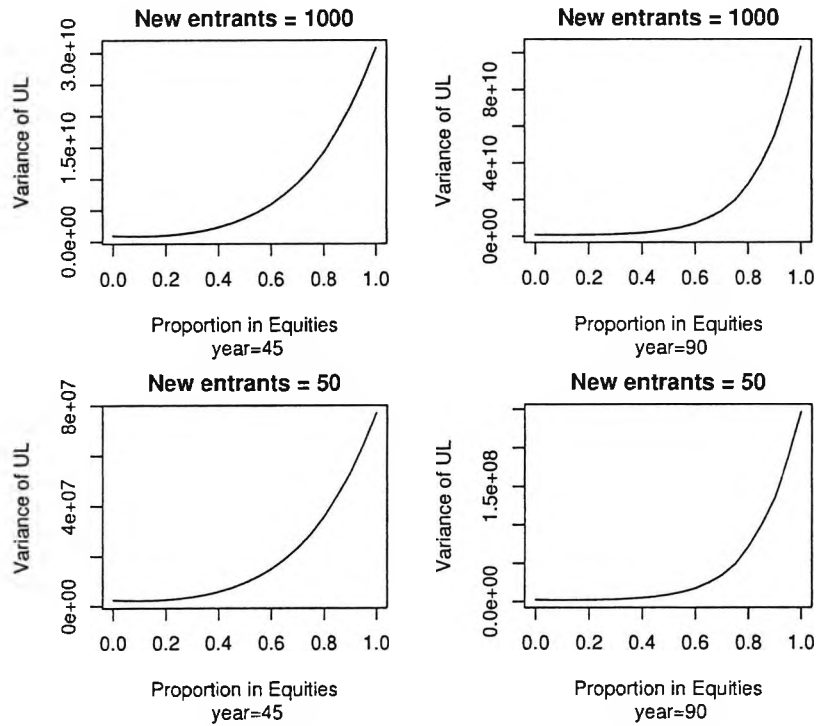 New entrants = 1000
Variance of UL
0.0e+00 1.5e+10 3.0e+10
0.0 0.2 0.4 0.6 0.8 1.0
Proportion in Equities
year=45
New entrants = 1000
Variance of UL
0e+00 4e+10 8e+10
0.0 0.2 0.4 0.6 0.8 1.0
Proportion in Equities
year=90
New entrants = 50
Variance of UL
0e+00 4e+07 8e+07
0.0 0.2 0.4 0.6 0.8 1.0
Proportion in Equities
year=45
New entrants = 50
Variance of UL
0.0e+00 1.5e+08
0.0 0.2 0.4 0.6 0.8 1.0
Proportion in Equities
year=90